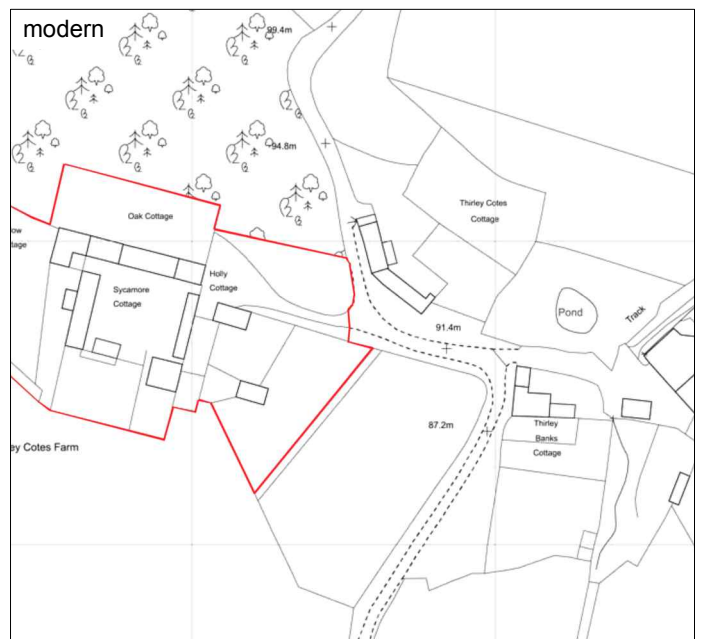 modern
99.4m
94.8m
Thirley Cotes
Cottage
Oak Cottage
Holly
Cottage
Sycamore
Cottage
Pond
Track
91.4m
87.2m
Thirley
Banks
Cottage
ey Cotes Farm